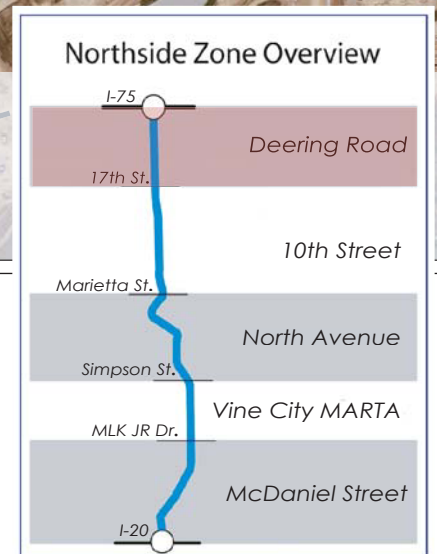 Northside Zone Overview
I-75
Deering Road
17th St.
10th Street
Marietta St.
North Avenue
Simpson St.
Vine City MARTA
MLK JR Dr.
McDaniel Street
I-20